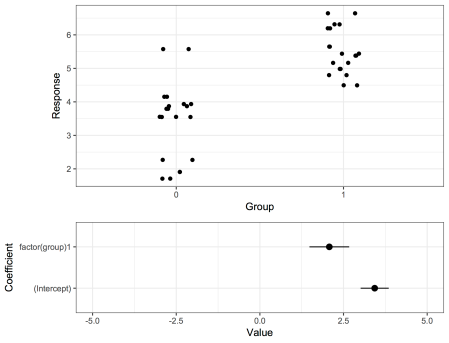 Response
6
5
4
3
2
0 1
Group
Coefficient
factor(group)1
(Intercept)
-5.0 -2.5 0.0 2.5 5.0
Value